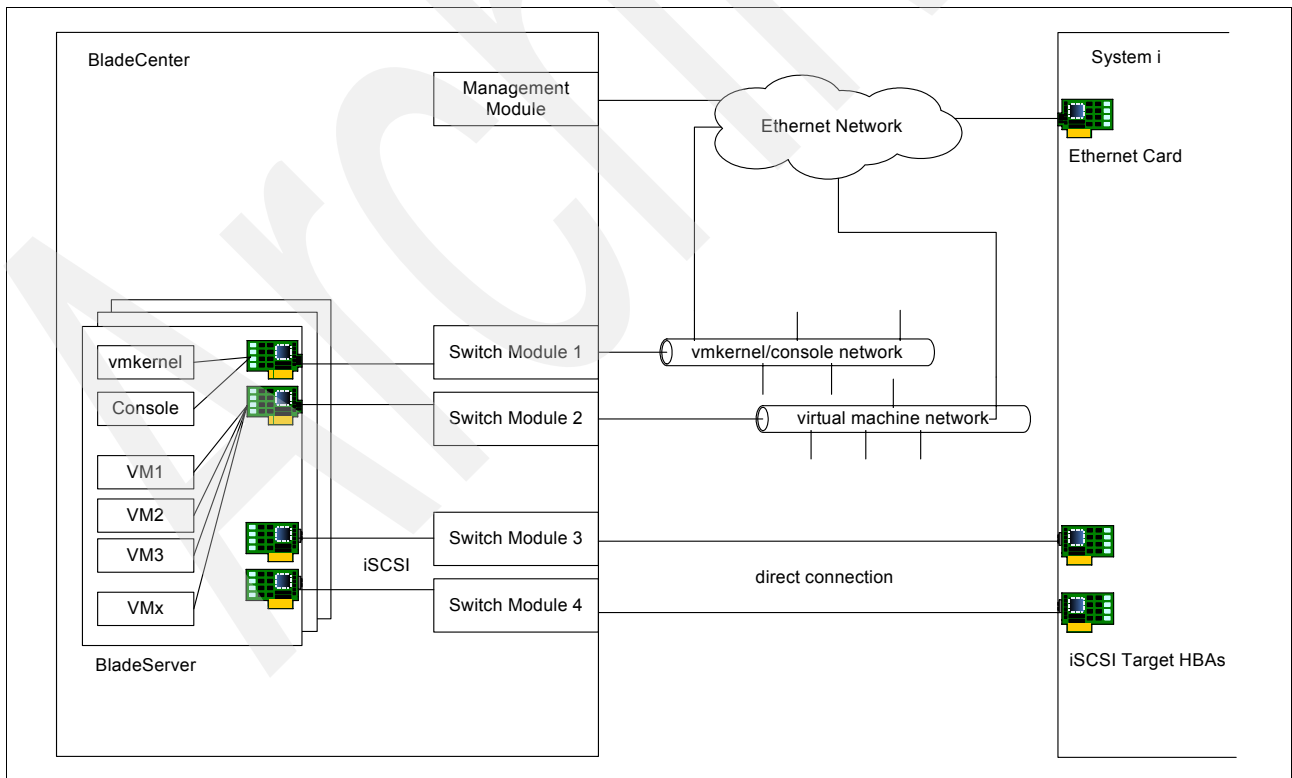 BladeCenter
System i
Management
Module
Ethernet Network
Ethernet Card
vmkernel
Console
VM1
VM2
VM3
VMx
BladeServer
iSCSI
Switch Module 1
Switch Module 2
Switch Module 3
Switch Module 4
vmkernel/console network
virtual machine network
direct connection
iSCSI Target HBAs